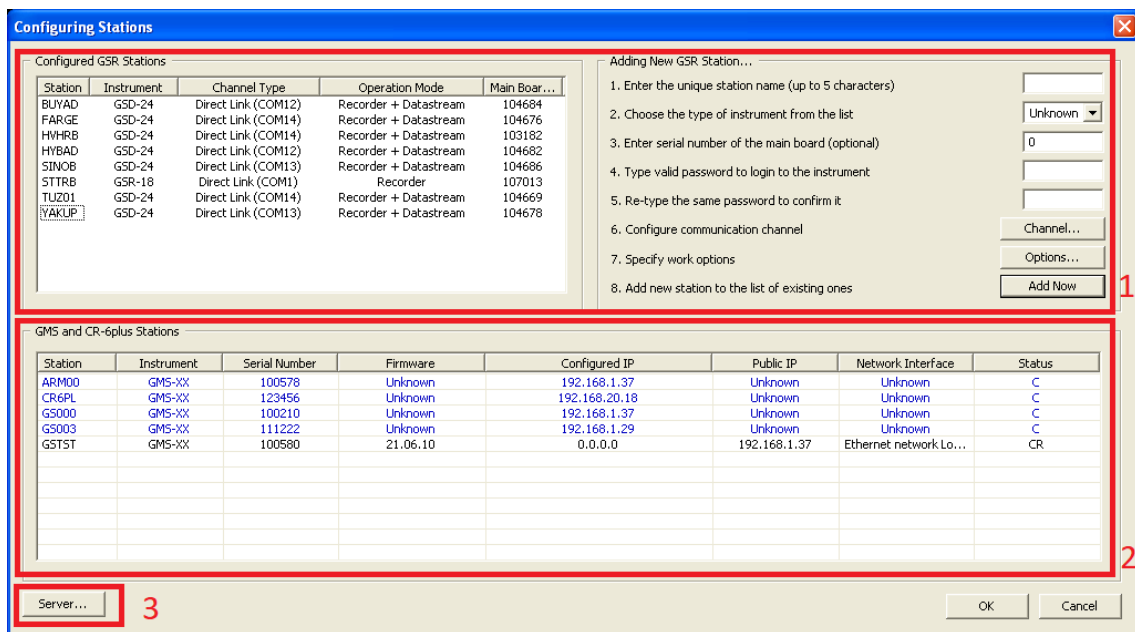 Configuring Stations
Configured GSR Stations
Station Instrument Channel Type Operation Mode Main Boar...
BUYAD GSD-24 Direct Link (COM12) Recorder + Datastream 104684
FARGE GSD-24 Direct Link (COM14) Recorder + Datastream 104676
HVHRB GSD-24 Direct Link (COM14) Recorder + Datastream 103182
HYBAD GSD-24 Direct Link (COM12) Recorder + Datastream 104682
SINOB GSD-24 Direct Link (COM13) Recorder + Datastream 104686
STTRB GSR-18 Direct Link (COM1) Recorder 107013
TUZ01 GSD-24 Direct Link (COM14) Recorder + Datastream 104669
YAKUP GSD-24 Direct Link (COM13) Recorder + Datastream 104678
Adding New GSR Station...
1. Enter the unique station name (up to 5 characters)
2. Choose the type of instrument from the list Unknown
3. Enter serial number of the main board (optional) 0
4. Type valid password to login to the instrument
5. Re-type the same password to confirm it
6. Configure communication channel Channel...
7. Specify work options Options...
8. Add new station to the list of existing ones Add Now
1
GMS and CR-6plus Stations
Station Instrument Serial Number Firmware Configured IP Public IP Network Interface Status
ARM00 GMS-XX 100578 Unknown 192.168.1.37 Unknown Unknown C
CR6PL GMS-XX 123456 Unknown 192.168.20.18 Unknown Unknown C
GS000 GMS-XX 100210 Unknown 192.168.1.37 Unknown Unknown C
GS003 GMS-XX 111222 Unknown 192.168.1.29 Unknown Unknown C
GSTST GMS-XX 100580 21.06.10 0.0.0.0 192.168.1.37 Ethernet network Lo... CR
2
Server... 3 OK Cancel